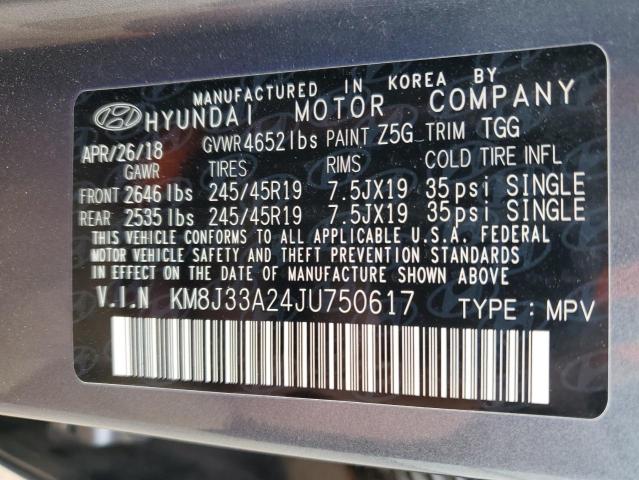 MANUFACTURED IN KOREA BY
HYUNDAI MOTOR COMPANY
APR/26/18 GVWR 4652lbs PAINT Z5G TRIM TGG
GAWR TIRES RIMS COLD TIRE INFL
FRONT 2646 lbs 245/45R19 7.5JX19 35psi SINGLE
REAR 2535 lbs 245/45R19 7.5JX19 35psi SINGLE
THIS VEHICLE CONFORMS TO ALL APPLICABLE U.S.A. FEDERAL
MOTOR VEHICLE SAFETY AND THEFT PREVENTION STANDARDS
IN EFFECT ON THE DATE OF MANUFACTURE SHOWN ABOVE.
V.I.N KM8J33A24JU750617 TYPE : MPV